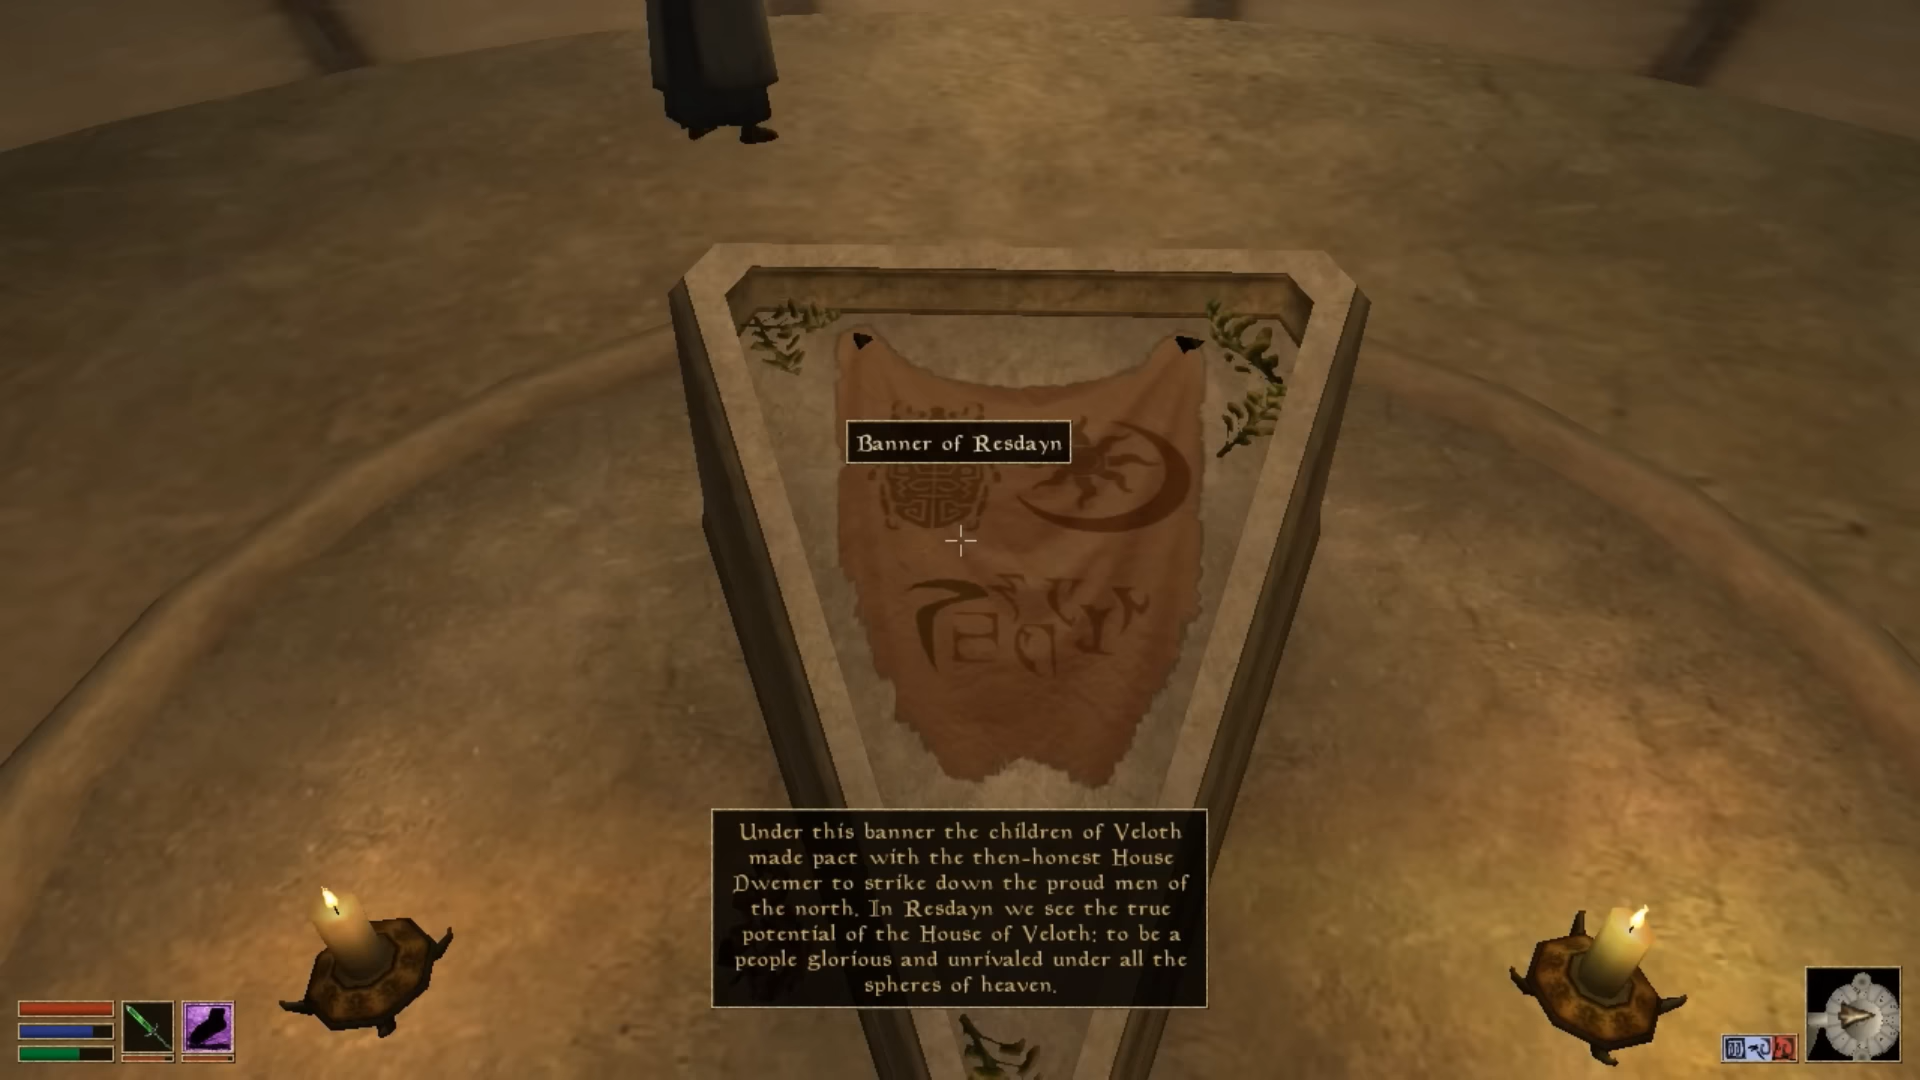 Banner of Resdayn
Under this banner the children of Veloth
made pact with the then-honest House
Dwemer to strike down the proud men of
the north. In Resdayn we see the true
potential of the House of Veloth: to be a
people glorious and unrivaled under all the
spheres of heaven.